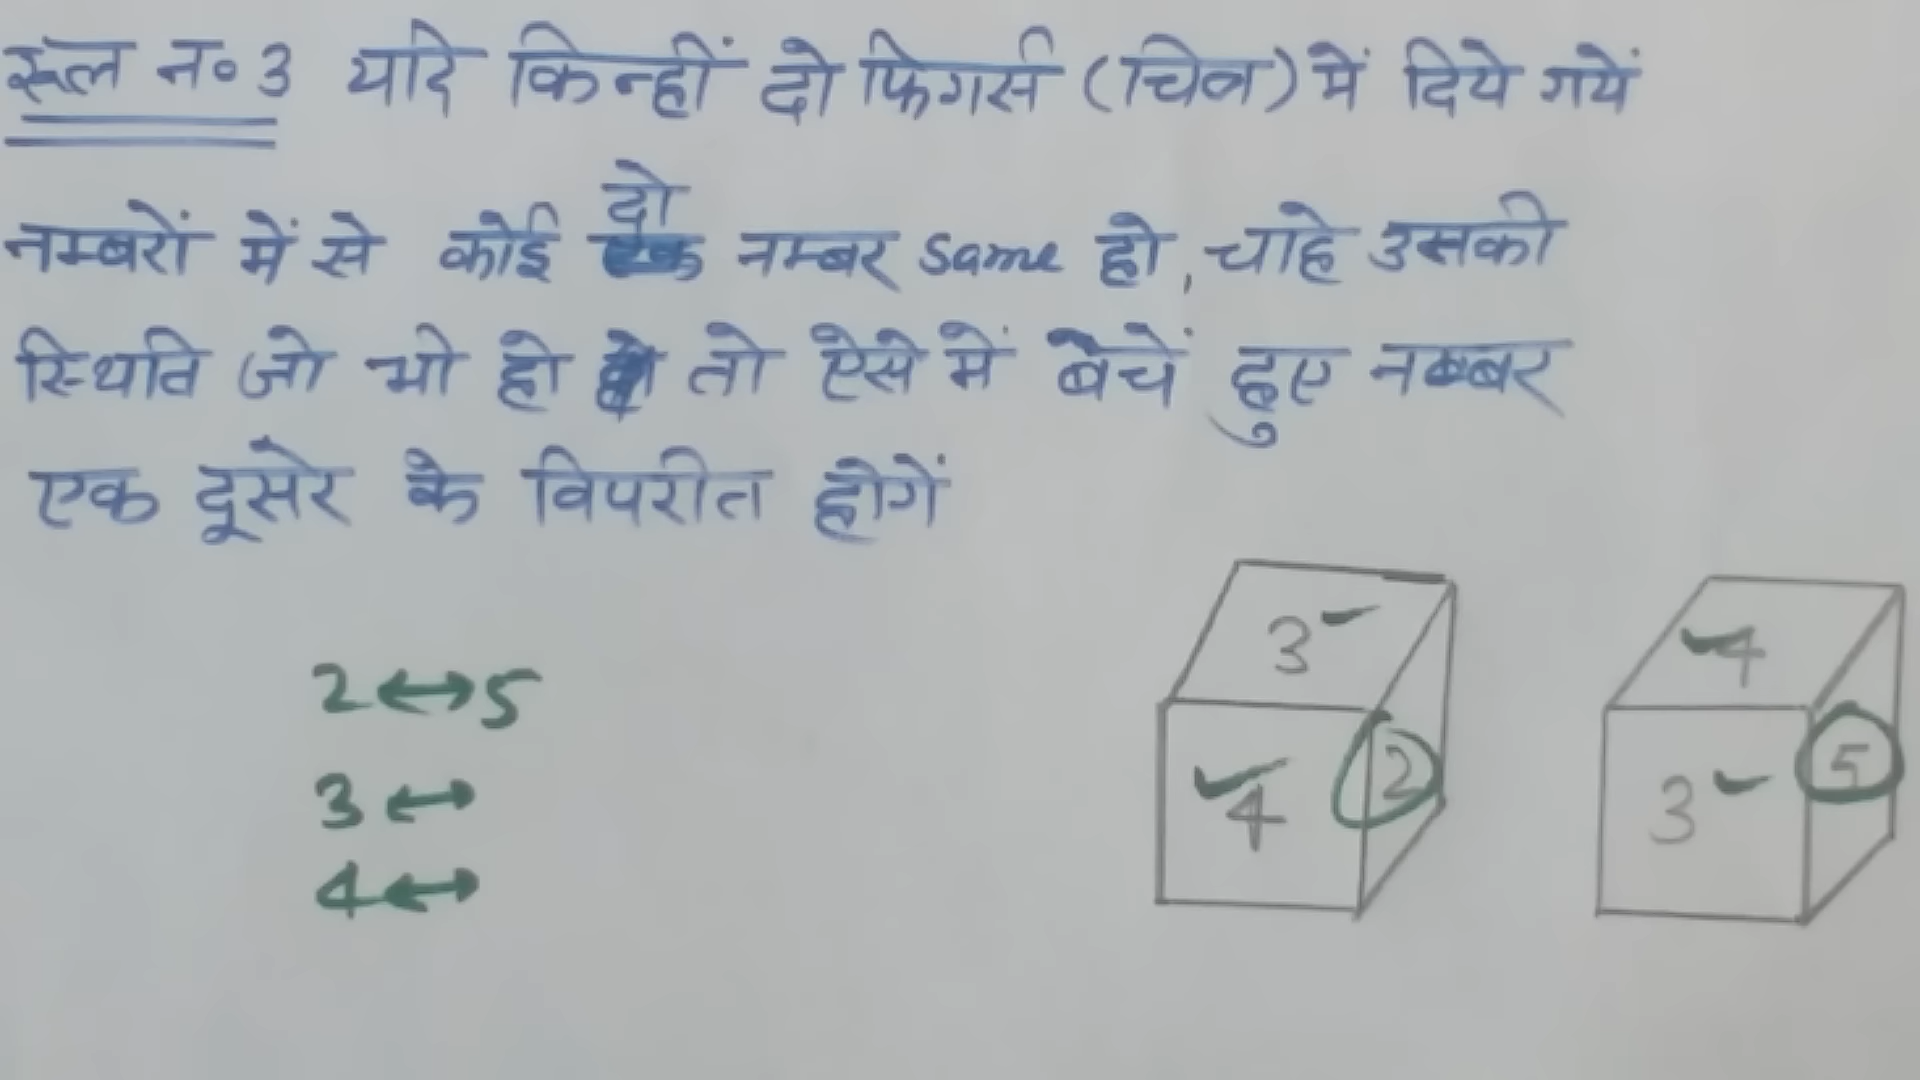 रूल न० 3 यदि किन्हीं दो फिगर्स (चित्र) में दिये गयें
नम्बरों में से कोई दो नम्बर same हो, चाहे उसकी
स्थिति जो भी हो तो ऐसे में बचें हुए नम्बर
एक दूसरे के विपरीत होगें
3
4
2
4
3
5
2↔5
3↔
4↔